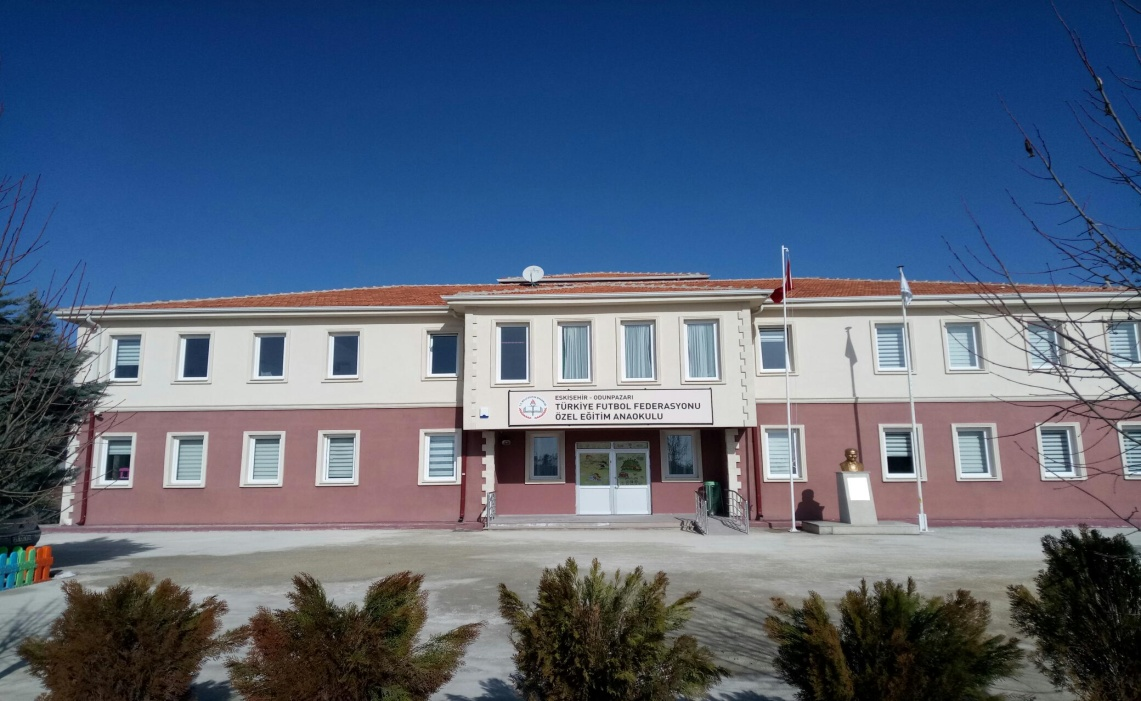 ESKİŞEHİR - ODUNPAZARI
TÜRKİYE FUTBOL FEDERASYONU
ÖZEL EĞİTİM ANAOKULU